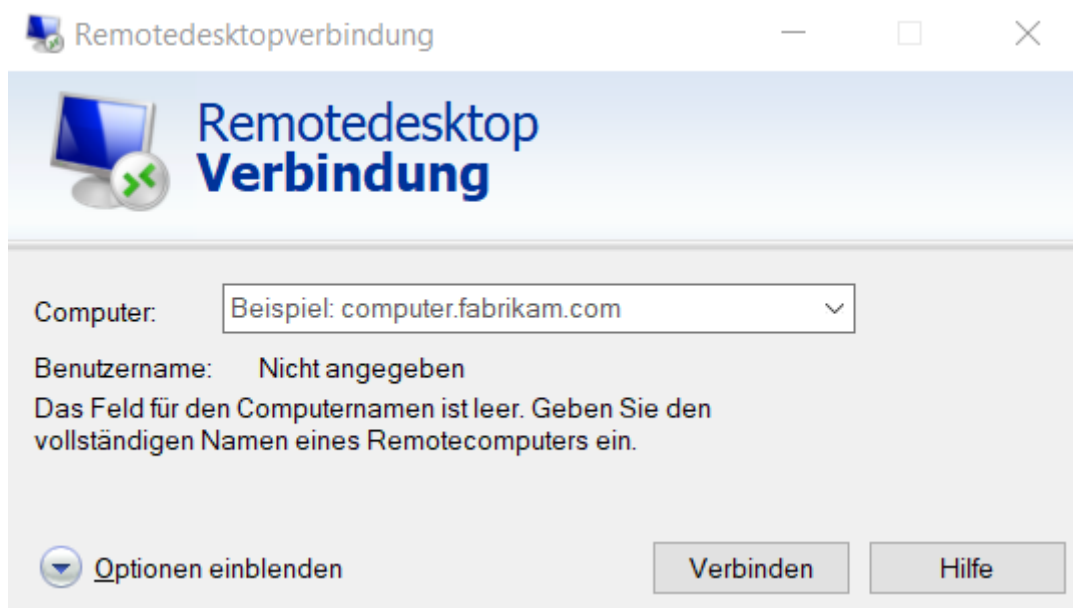 Remotedesktopverbindung
Remotedesktop
Verbindung
Computer:
Beispiel: computer.fabrikam.com
Benutzername: Nicht angegeben
Das Feld für den Computernamen ist leer. Geben Sie den
vollständigen Namen eines Remotecomputers ein.
Optionen einblenden
Verbinden
Hilfe